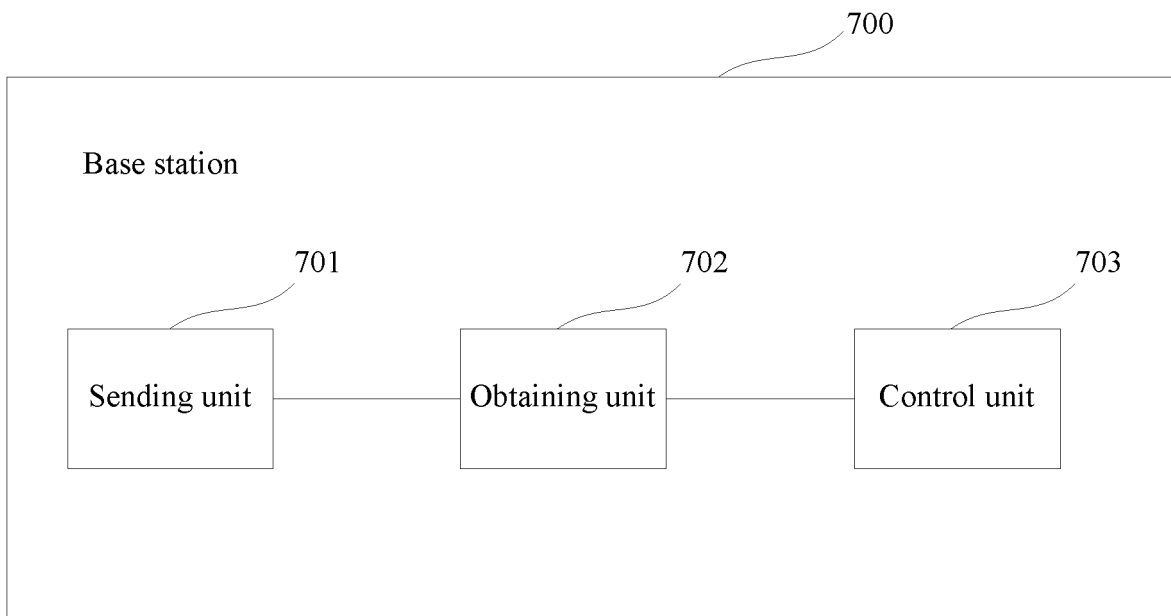 700
Base station
701
702
703
Sending unit
Obtaining unit
Control unit